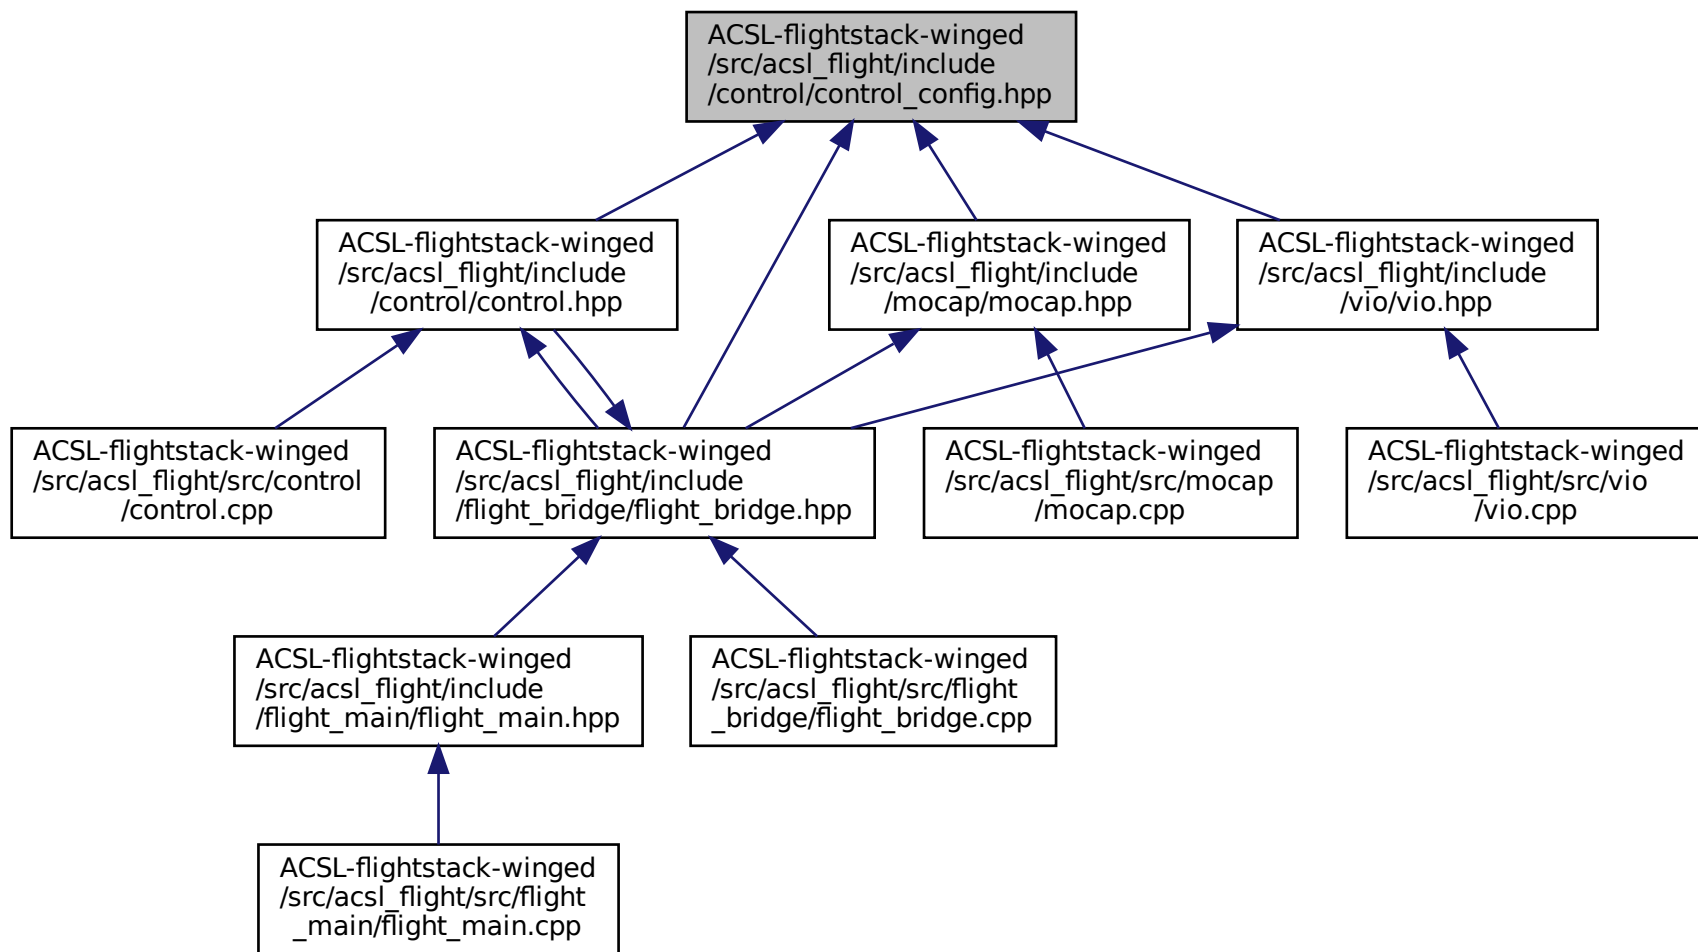 ACSL-flightstack-winged
/src/acsl_flight/include
/control/control_config.hpp
ACSL-flightstack-winged
/src/acsl_flight/include
/control/control.hpp
ACSL-flightstack-winged
/src/acsl_flight/include
/mocap/mocap.hpp
ACSL-flightstack-winged
/src/acsl_flight/include
/vio/vio.hpp
ACSL-flightstack-winged
/src/acsl_flight/src/control
/control.cpp
ACSL-flightstack-winged
/src/acsl_flight/include
/flight_bridge/flight_bridge.hpp
ACSL-flightstack-winged
/src/acsl_flight/src/mocap
/mocap.cpp
ACSL-flightstack-winged
/src/acsl_flight/src/vio
/vio.cpp
ACSL-flightstack-winged
/src/acsl_flight/include
/flight_main/flight_main.hpp
ACSL-flightstack-winged
/src/acsl_flight/src/flight
_bridge/flight_bridge.cpp
ACSL-flightstack-winged
/src/acsl_flight/src/flight
_main/flight_main.cpp